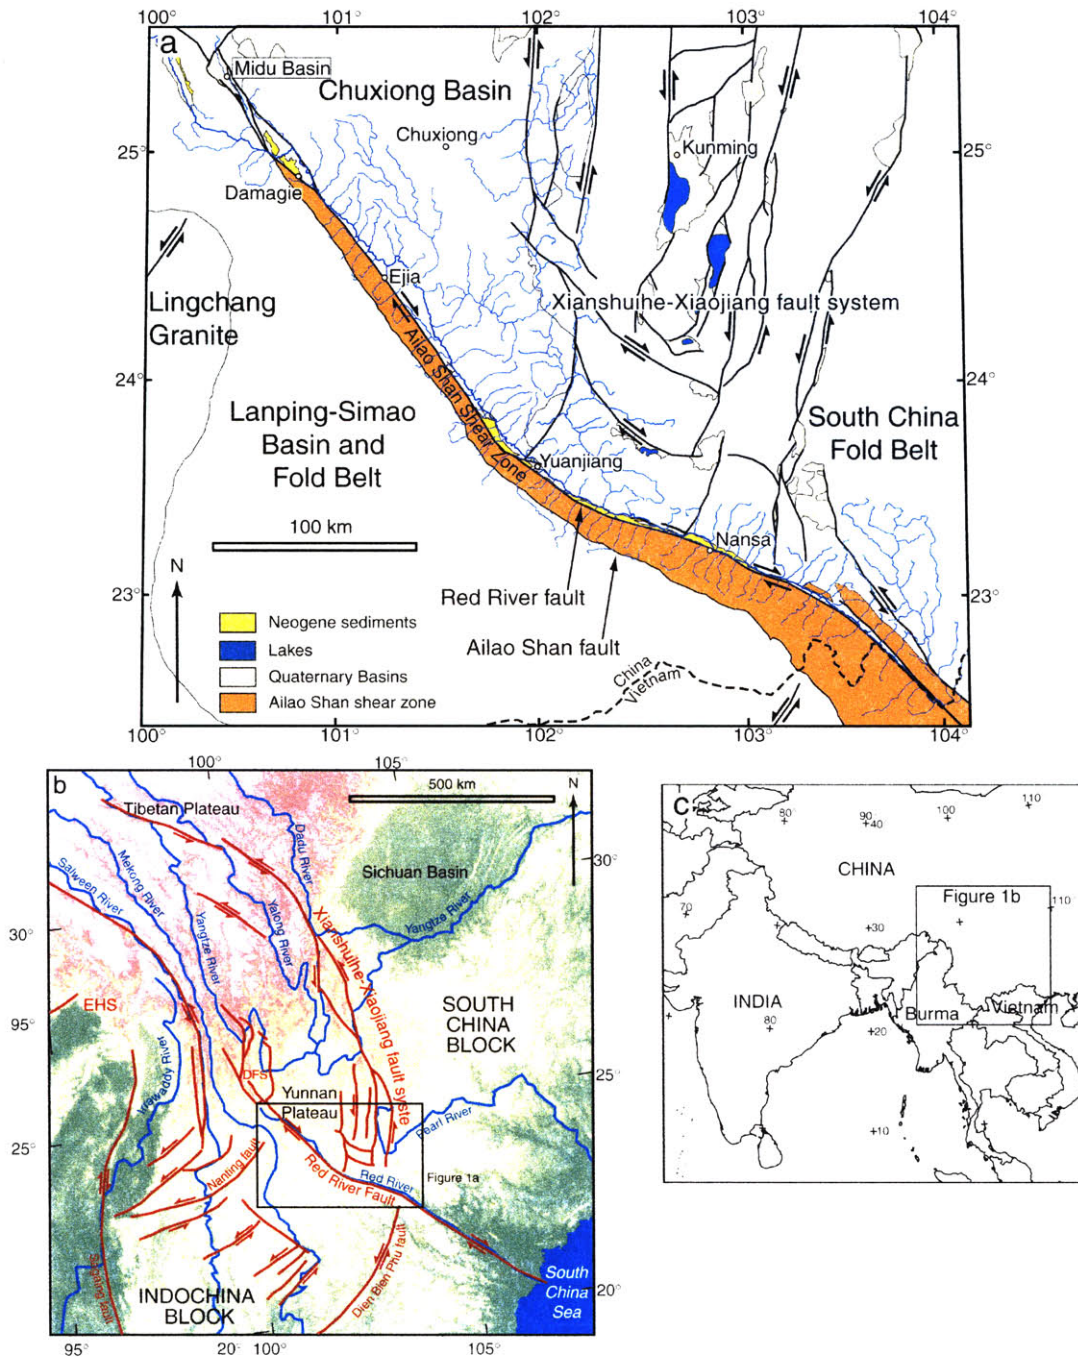 100° 101° 102° 103° 104°
a
Midu Basin
Chuxiong Basin
Chuxiong
Kunming
25° 25°
Damagie
Ejia
Lingchang
Granite
Xianshuihe-Xiaojiang fault system
Ailao Shan Shear Zone
24° 24°
Lanping-Simao
Basin and
Fold Belt
South China
Fold Belt
Yuanjiang
100 km
Nansa
N
Red River fault
23° 23°
Ailao Shan fault
Neogene sediments
Lakes
Quaternary Basins
Ailao Shan shear zone
China
Vietnam
100° 101° 102° 103° 104°
b
100° 105°
500 km
N
Tibetan Plateau
Dadu River
Salween River
Mekong River
Yangtze River
Yalong River
Sichuan Basin
Yangtze River
30°
30°
Xianshuihe-Xiaojiang fault syste
EHS
95°
Irrawaddy River
SOUTH
CHINA
BLOCK
DFS
Yunnan
Plateau
25°
Pearl River
25°
Nanting fault
Red River
Red River Fault
Figure 1a
Sagaing fault
Dien Bien Phu fault
INDOCHINA
BLOCK
South
China
Sea
20°
95° 20° 100° 105°
C
80 90 100 110
40
CHINA
70
Figure 1b
110
30
INDIA
Burma
Vietnam
80
20
10